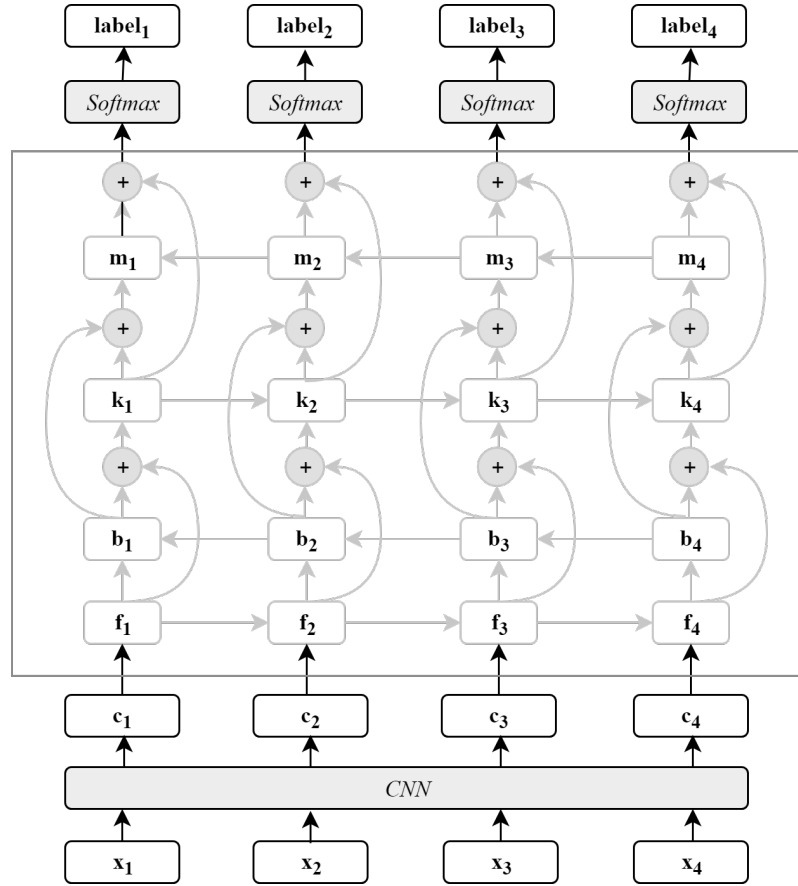 label₁ label₂ label₃ label₄
Softmax Softmax Softmax Softmax
+ + + +
m₁ m₂ m₃ m₄
+ + + +
k₁ k₂ k₃ k₄
+ + + +
b₁ b₂ b₃ b₄
f₁ f₂ f₃ f₄
c₁ c₂ c₃ c₄
CNN
x₁ x₂ x₃ x₄